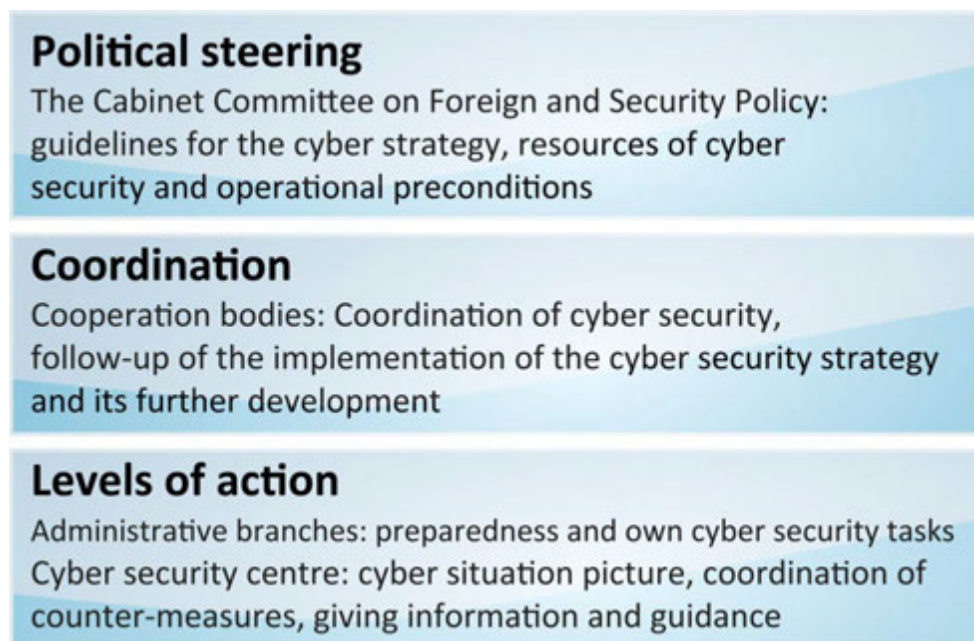 Political steering
The Cabinet Committee on Foreign and Security Policy:
guidelines for the cyber strategy, resources of cyber
security and operational preconditions
Coordination
Cooperation bodies: Coordination of cyber security,
follow-up of the implementation of the cyber security strategy
and its further development
Levels of action
Administrative branches: preparedness and own cyber security tasks
Cyber security centre: cyber situation picture, coordination of
counter-measures, giving information and guidance